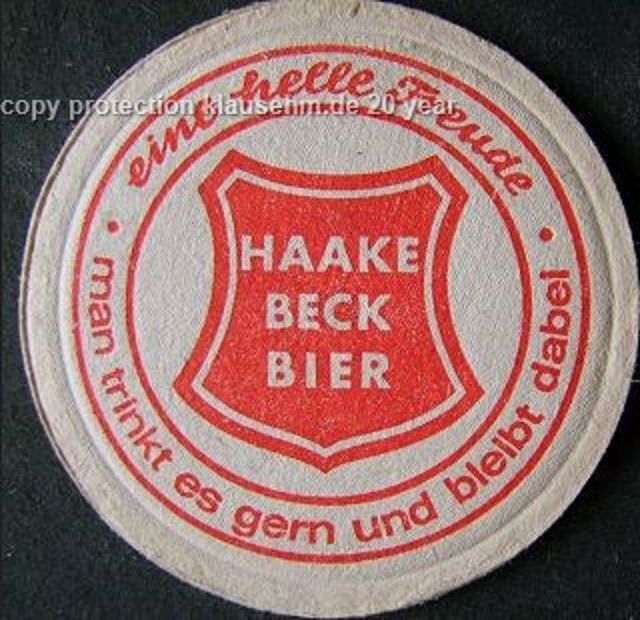 eine helle Freude
copy protection klausehm.de 20 year
HAAKE
BECK
BIER
man trinkt es gern und bleibt dabei